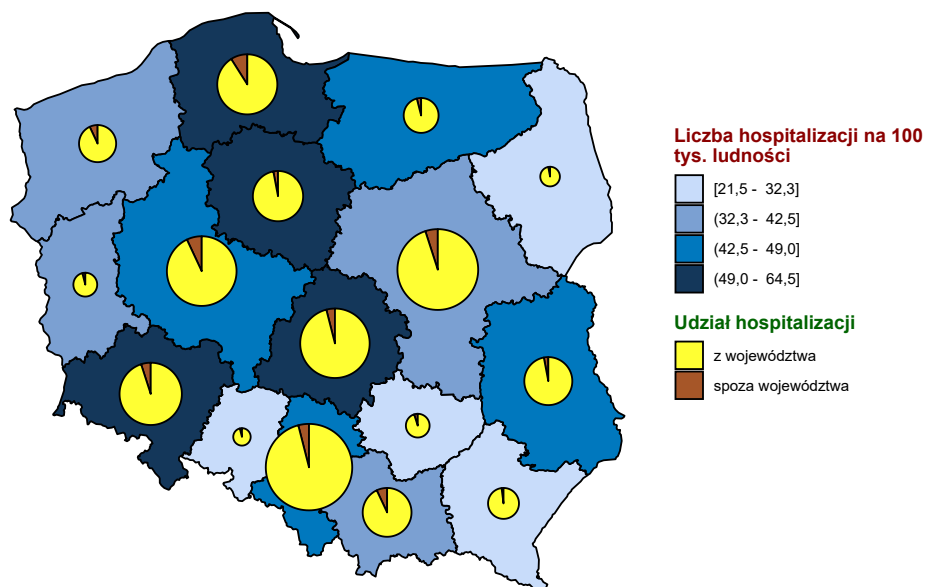 Liczba hospitalizacji na 100
tys. ludności
[21,5 - 32,3]
(32,3 - 42,5]
(42,5 - 49,0]
(49,0 - 64,5]
Udział hospitalizacji
z województwa
spoza województwa